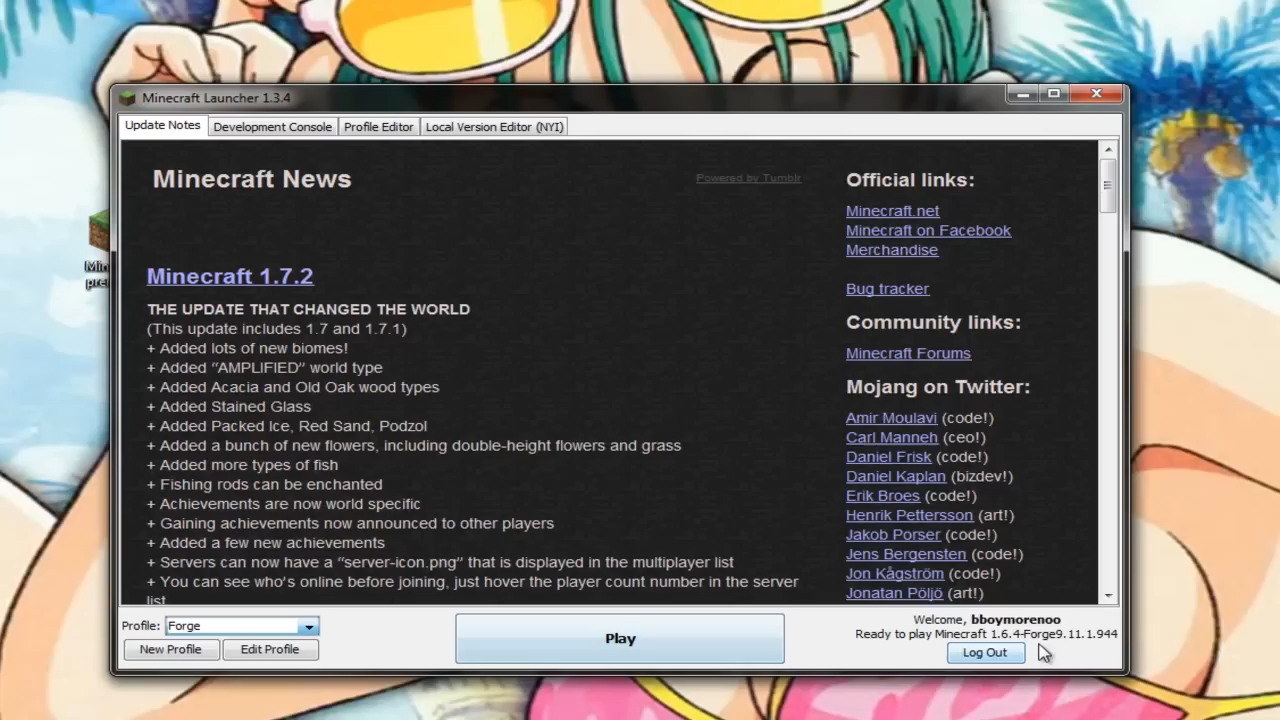 Minecraft Launcher 1.3.4
Update Notes
Development Console
Profile Editor
Local Version Editor (NYI)
Minecraft News
Powered by Tumblr
Minecraft 1.7.2
THE UPDATE THAT CHANGED THE WORLD
(This update includes 1.7 and 1.7.1)
+ Added lots of new biomes!
+ Added "AMPLIFIED" world type
+ Added Acacia and Old Oak wood types
+ Added Stained Glass
+ Added Packed Ice, Red Sand, Podzol
+ Added a bunch of new flowers, including double-height flowers and grass
+ Added more types of fish
+ Fishing rods can be enchanted
+ Achievements are now world specific
+ Gaining achievements now announced to other players
+ Added a few new achievements
+ Servers can now have a "server-icon.png" that is displayed in the multiplayer list
+ You can see who's online before joining, just hover the player count number in the server
list
Official links:
Minecraft.net
Minecraft on Facebook
Merchandise
Bug tracker
Community links:
Minecraft Forums
Mojang on Twitter:
Amir Moulavi (code!)
Carl Manneh (ceo!)
Daniel Frisk (code!)
Daniel Kaplan (bizdev!)
Erik Broes (code!)
Henrik Pettersson (art!)
Jakob Porser (code!)
Jens Bergensten (code!)
Jon Kågström (code!)
Jonatan Pöljö (art!)
Profile:
Forge
New Profile
Edit Profile
Play
Welcome, bboymorenoo
Ready to play Minecraft 1.6.4-Forge9.11.1.944
Log Out